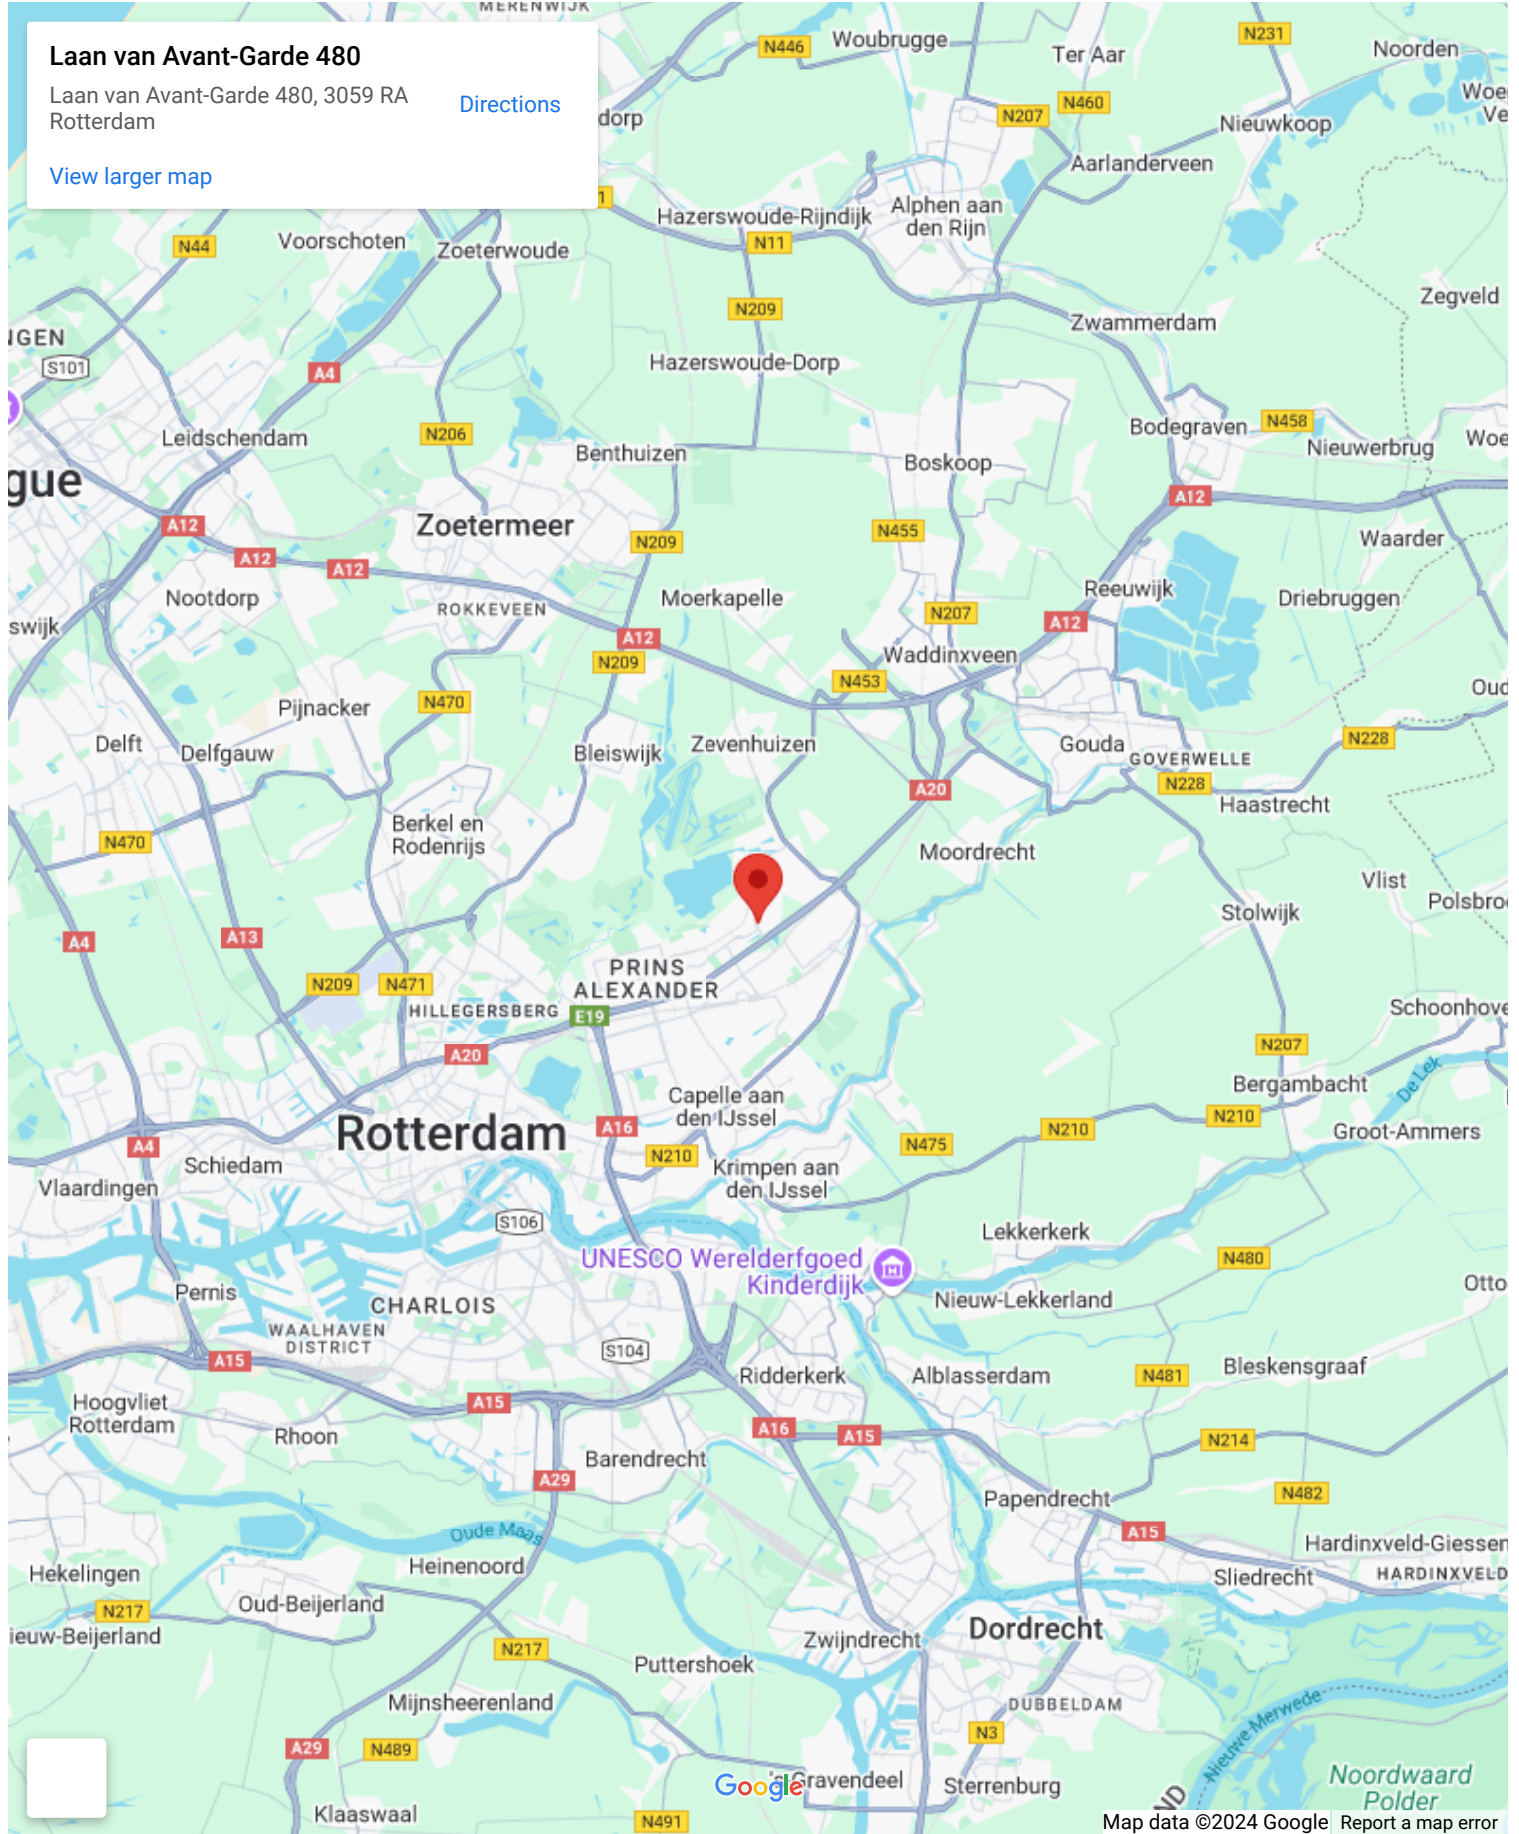 MERENWIJK
Laan van Avant-Garde 480
Laan van Avant-Garde 480, 3059 RA
Rotterdam
Directions
View larger map
N446
Woubrugge
Ter Aar
N231
Noorden
dorp
N207
N460
Nieuwkoop
Aarlanderveen
Hazerswoude-Rijndijk
Alphen aan
den Rijn
N44
Voorschoten
Zoeterwoude
N11
N209
Zegveld
Zwammerdam
S101
A4
Hazerswoude-Dorp
Leidschendam
N206
Benthuizen
Boskoop
Bodegraven
N458
Nieuwerbrug
gue
A12
A12
A12
Zoetermeer
N209
N455
A12
Waarder
Nootdorp
ROKKEVEEN
Moerkapelle
N207
Reeuwijk
A12
Driebruggen
swijk
A12
N209
Waddinxveen
N453
Pijnacker
N470
Delft
Delfgauw
Bleiswijk
Zevenhuizen
Gouda
GOVERWELLE
N228
N228
A20
Haastrecht
N470
Berkel en
Rodenrijs
Moordrecht
Vlist
Stolwijk
A4
A13
PRINS
ALEXANDER
N209
N471
HILLEGERSBERG
E19
A20
N207
De Lek
Bergambacht
Capelle aan
den IJssel
Rotterdam
A16
N210
N475
N210
N210
Groot-Ammers
A4
Schiedam
Vlaardingen
Krimpen aan
den IJssel
S106
Lekkerkerk
UNESCO Werelderfgoed
Kinderdijk
N480
Pernis
CHARLOIS
Nieuw-Lekkerland
WAALHAVEN
DISTRICT
S104
A15
Ridderkerk
Alblasserdam
N481
Bleskensgraaf
Hoogvliet
Rotterdam
A15
Rhoon
A16
A15
N214
Barendrecht
A29
Papendrecht
N482
Oude Maas
A15
Hardinxveld-Giessen
Heinenoord
Hekelingen
Sliedrecht
HARDINXVELD
Oud-Beijerland
N217
ieuw-Beijerland
Dordrecht
N217
Zwijndrecht
Puttershoek
Mijnsheerenland
DUBBELDAM
Nieuwe Merwede
N3
A29
N489
Google
Gravendeel
Sterrenburg
Noordwaard
Polder
Klaaswaal
N491
Map data ©2024 Google
Report a map error